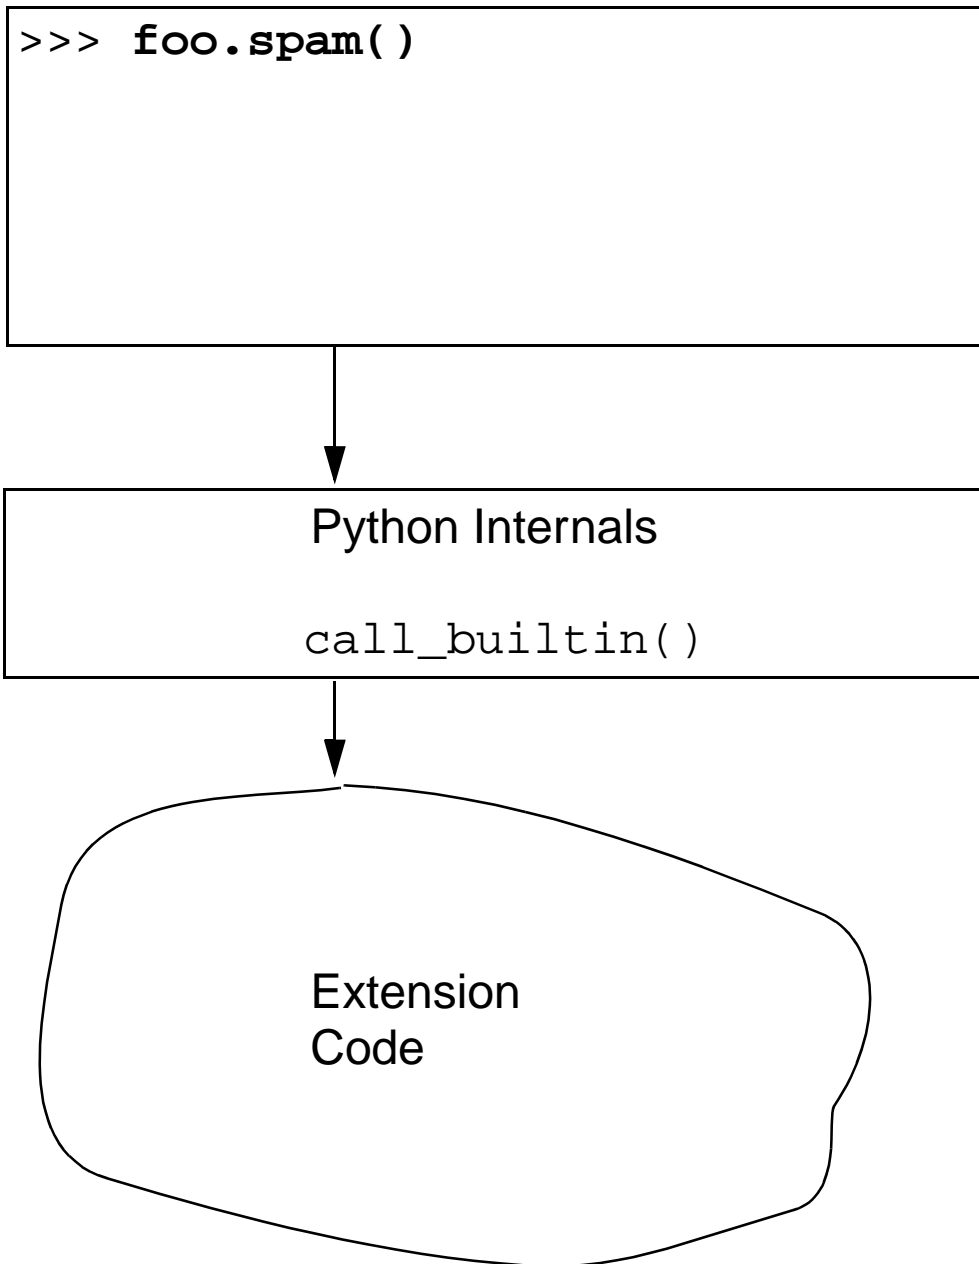 >>> foo.spam()
Python Internals
call_builtin()
Extension
Code